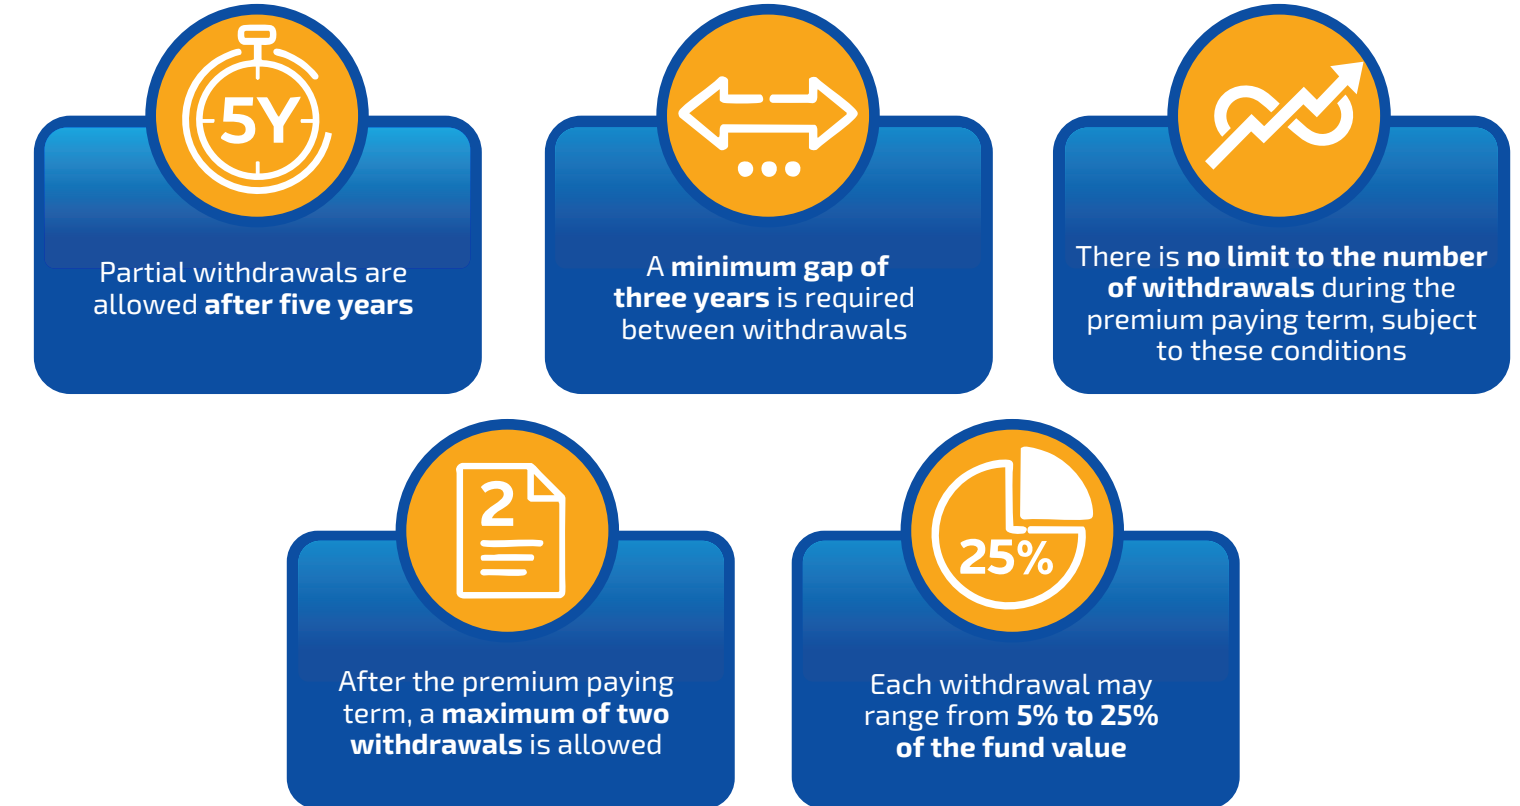 5Y
Partial withdrawals are
allowed after five years
A minimum gap of
three years is required
between withdrawals
There is no limit to the number
of withdrawals during the
premium paying term, subject
to these conditions
2
After the premium paying
term, a maximum of two
withdrawals is allowed
25%
Each withdrawal may
range from 5% to 25%
of the fund value